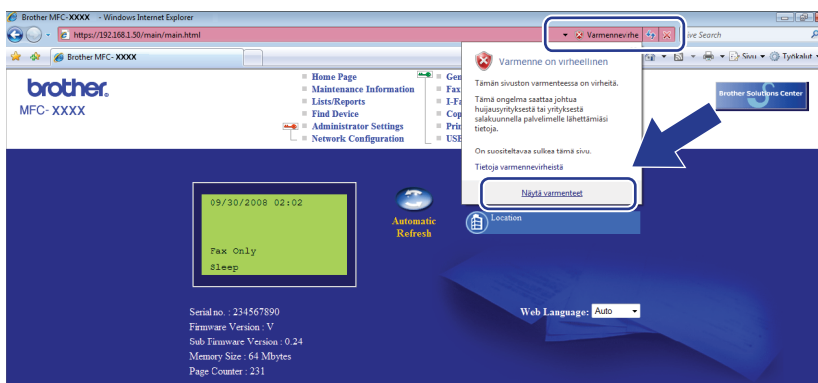 Brother MFC-XXXX - Windows Internet Explorer
https://192.168.1.50/main/main.html
Varmennevirhe
ive Search
Brother MFC- XXXX
Sivu
Työkalut
brother
MFC- XXXX
Home Page
Maintenance Information
Lists/Reports
Find Device
Administrator Settings
Network Configuration
Gen
Fax
I-Fa
Cop
Prin
USB
Brother Solutions Center
Varmenne on virheellinen
Tämän sivuston varmenteessa on virheitä.
Tämä ongelma saattaa johtua
huijausyrityksestä tai yrityksestä
salakuunnella palvelimelle lähettämiäsi
tietoja.
On suositeltavaa sulkea tämä sivu.
Tietoja varmennevirheistä
Näytä varmenteet
09/30/2008 02:02
Fax Only
Sleep
Automatic
Refresh
Location
Serial no. : 234567890
Firmware Version : V
Sub Firmware Version : 0.24
Memory Size : 64 Mbytes
Page Counter : 231
Web Language: Auto